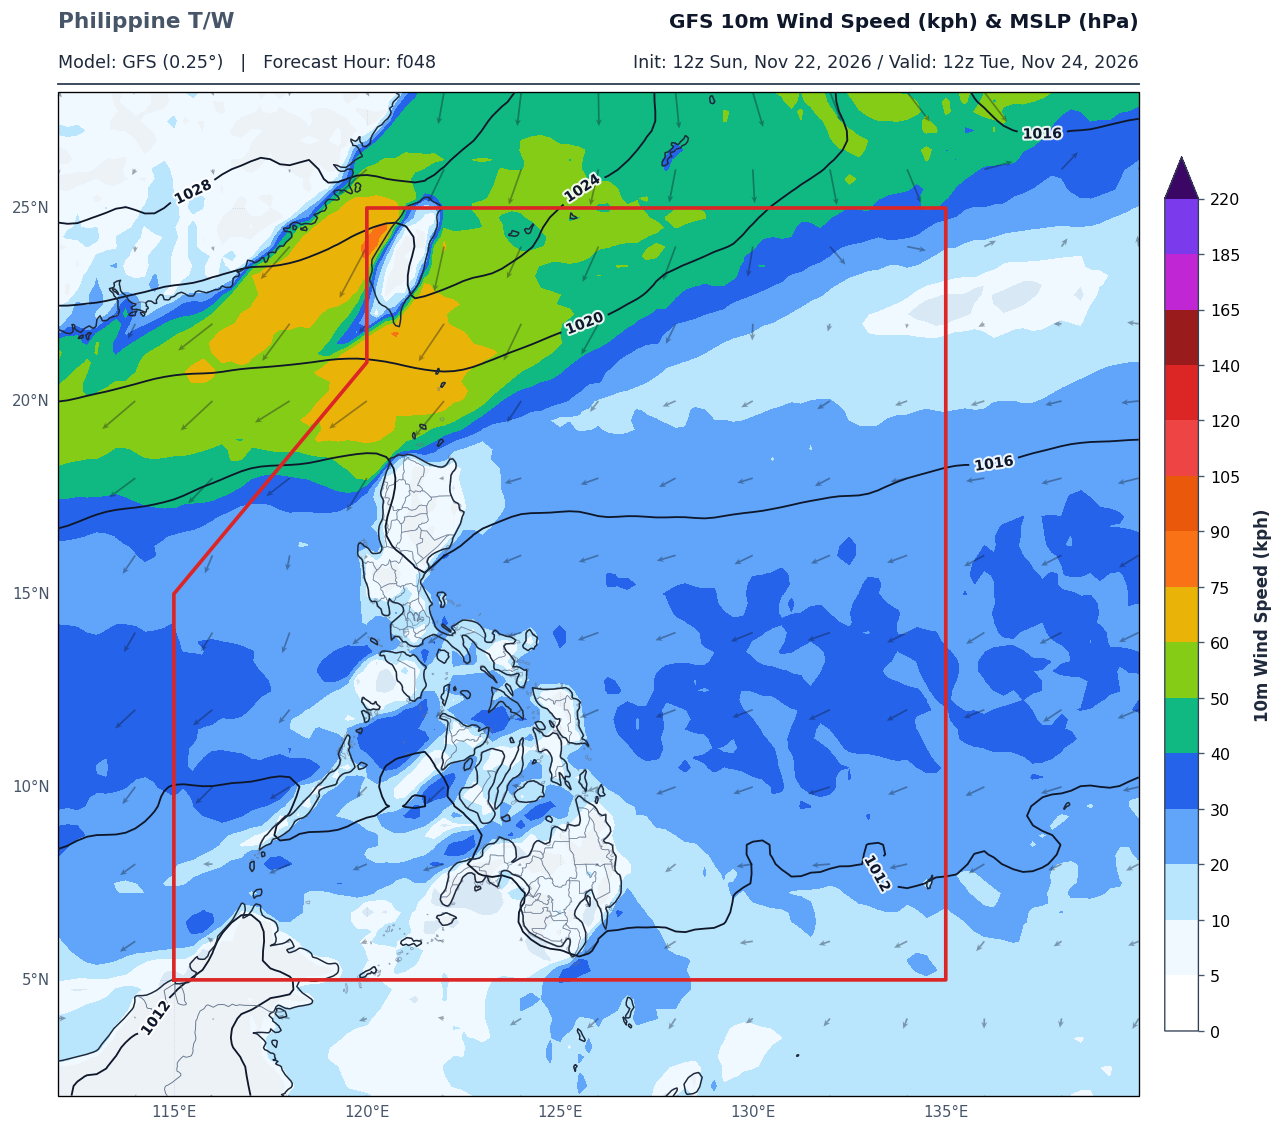 Philippine T/W
GFS 10m Wind Speed (kph) & MSLP (hPa)
Model: GFS (0.25°) | Forecast Hour: f048
Init: 12z Sun, Nov 22, 2026 / Valid: 12z Tue, Nov 24, 2026
1016
1028
1024
1020
1016
1012
1012
25°N
20°N
15°N
10°N
5°N
115°E
120°E
125°E
130°E
135°E
220
185
165
140
120
105
90
75
60
50
40
30
20
10
5
0
10m Wind Speed (kph)